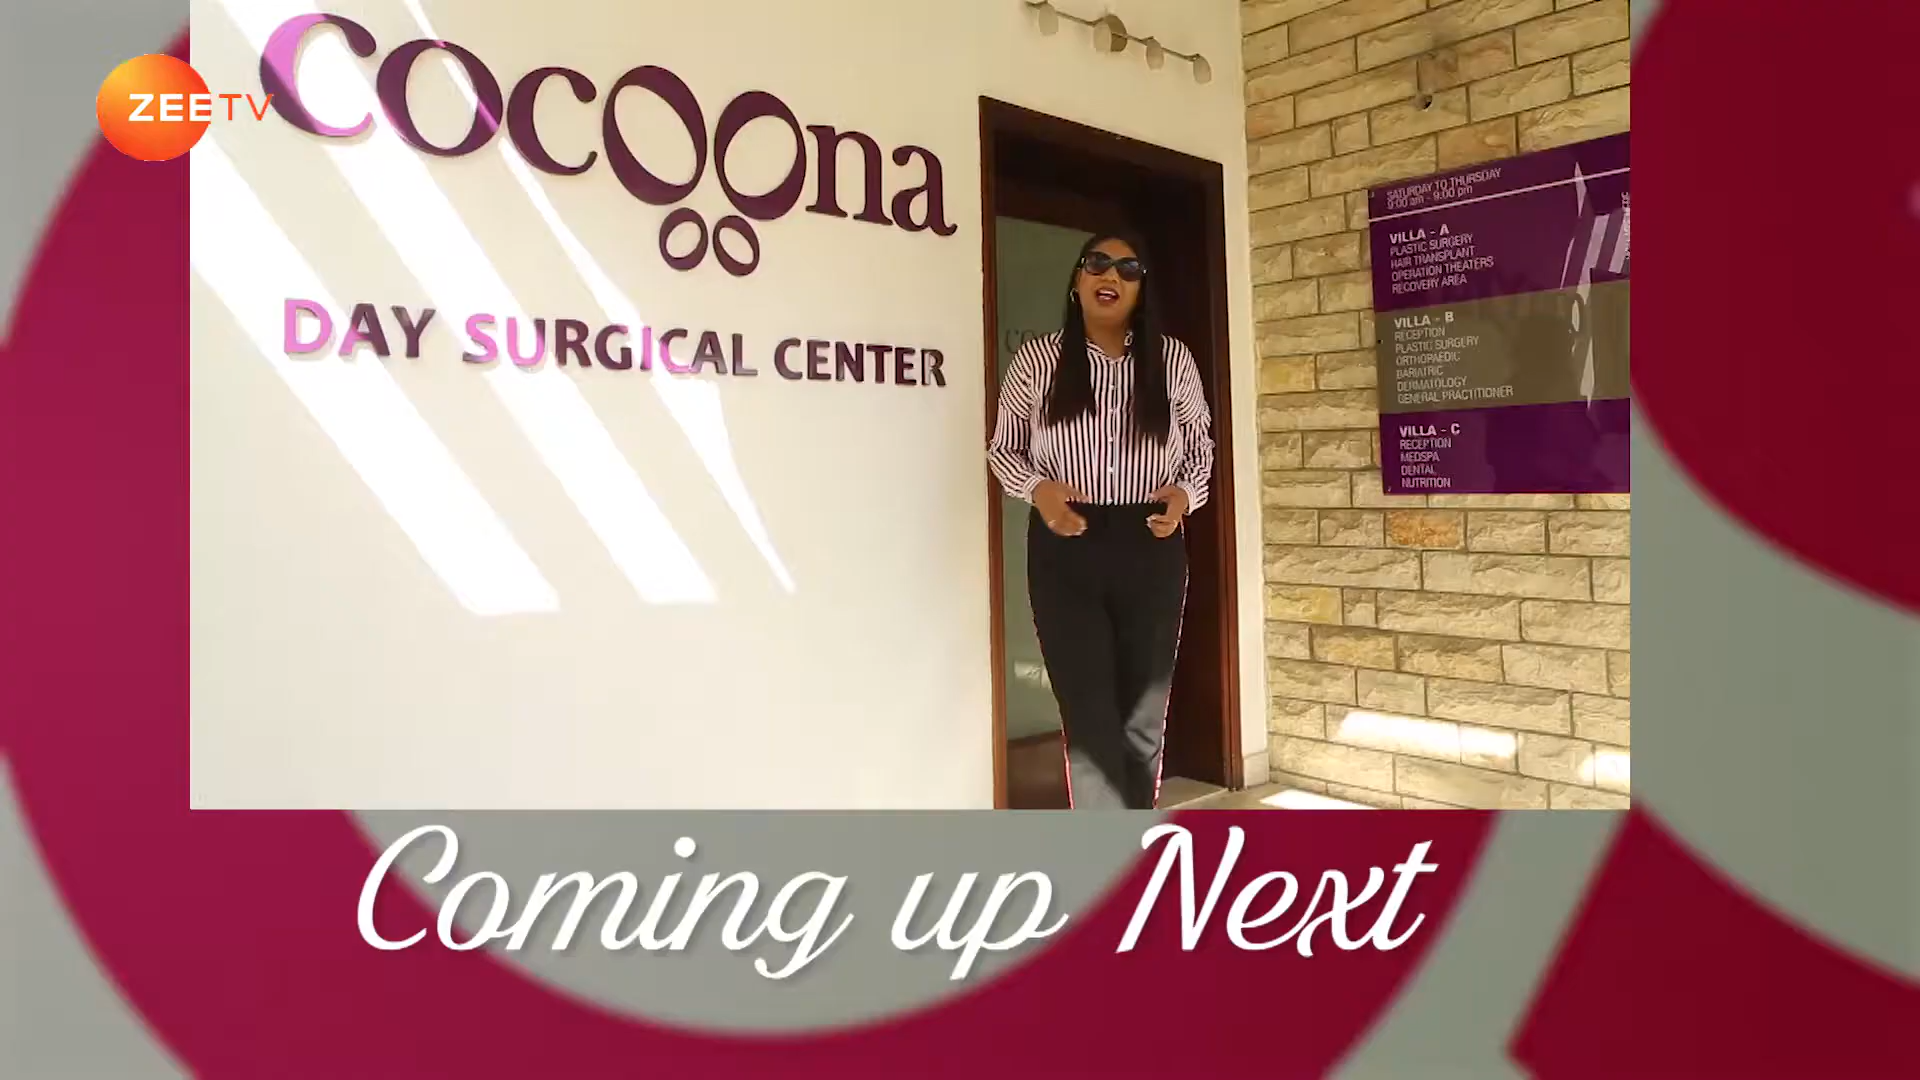 ZEETV
cocoona
DAY SURGICAL CENTER
SATURDAY TO THURSDAY
9:00 am - 9:00 pm
VILLA - A
PLASTIC SURGERY
HAIR TRANSPLANT
OPERATION THEATERS
RECOVERY AREA
VILLA - B
RECEPTION
PLASTIC SURGERY
ORTHOPAEDIC
BARIATRIC
DERMATOLOGY
GENERAL PRACTITIONER
VILLA - C
RECEPTION
MEDSPA
DENTAL
NUTRITION
Coming up Next